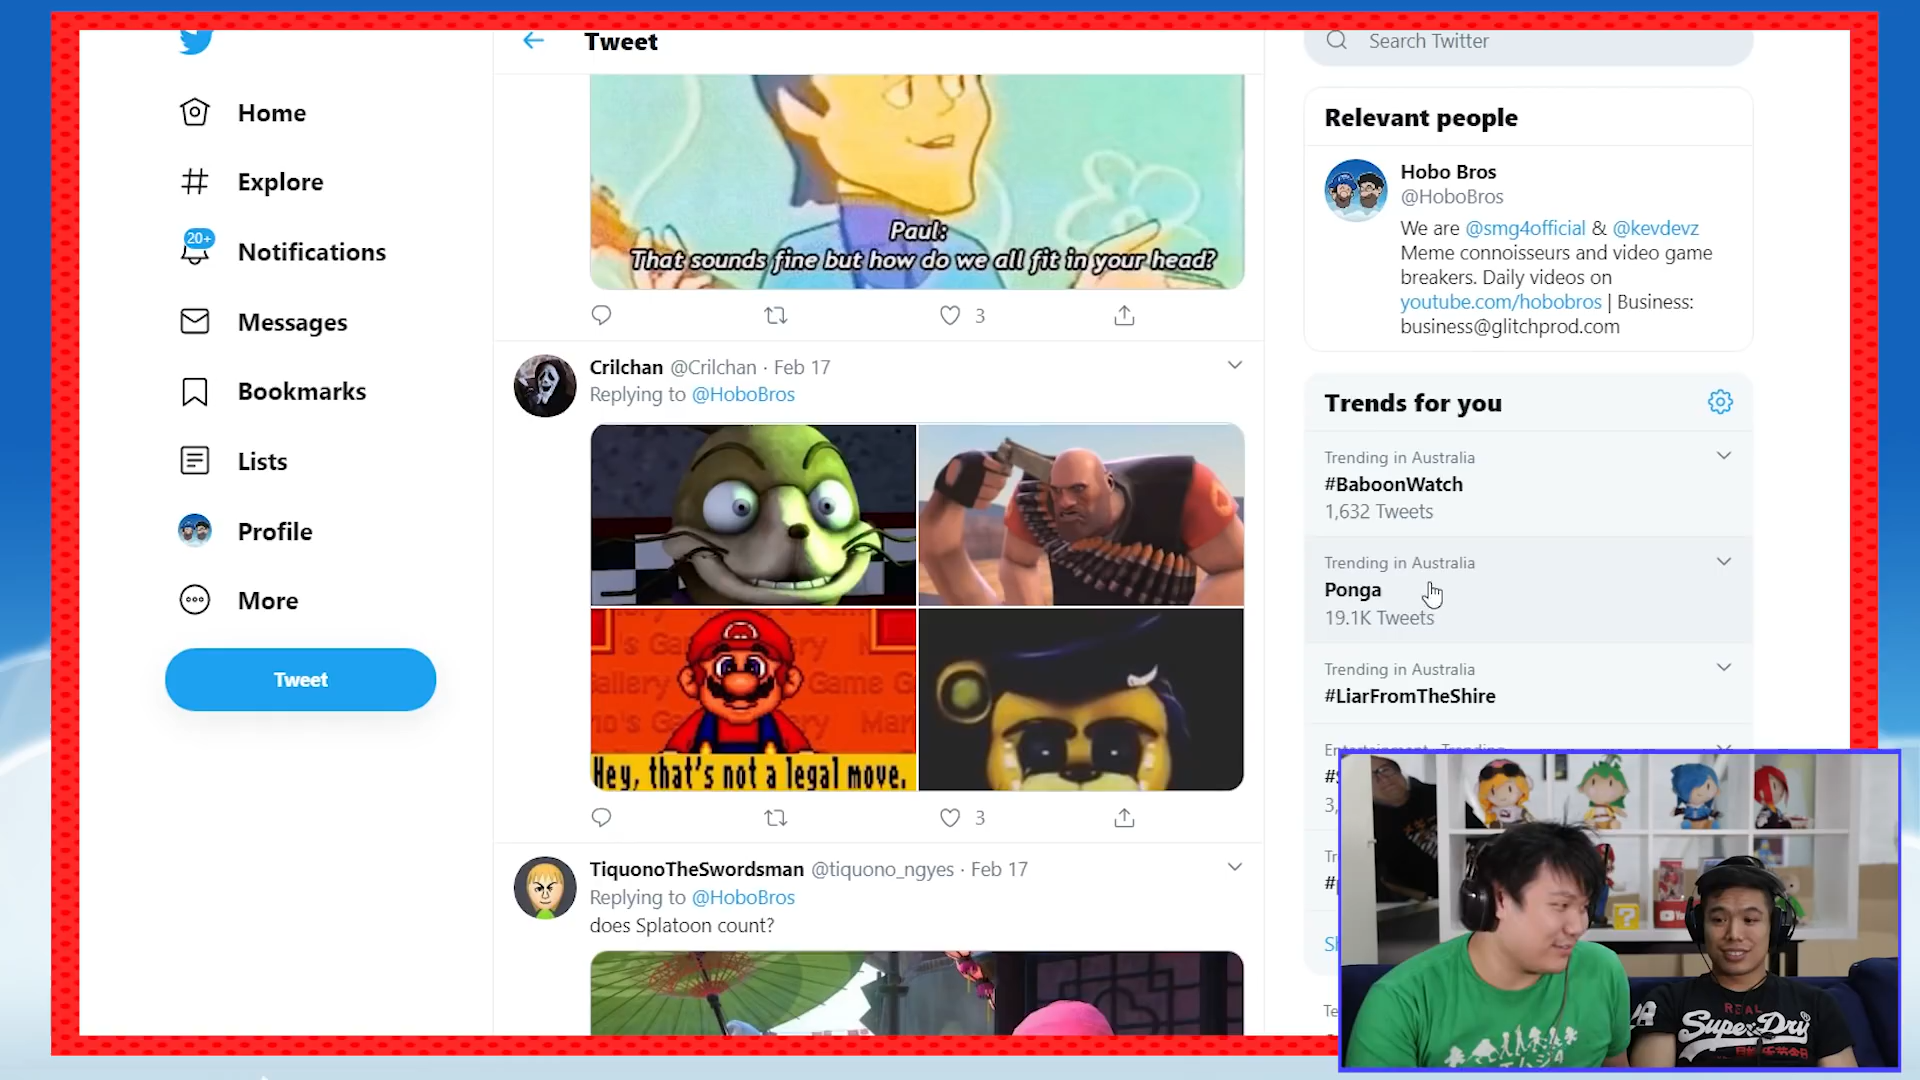 Home
Explore
20+
Notifications
Messages
Bookmarks
Lists
Profile
More
Tweet
Tweet
Paul:
That sounds fine but how do we all fit in your head?
3
Crilchan @Crilchan · Feb 17
Replying to @HoboBros
Hey, that's not a legal move.
3
TiquonoTheSwordsman @tiquono_ngyes · Feb 17
Replying to @HoboBros
does Splatoon count?
Search Twitter
Relevant people
Hobo Bros
@HoboBros
We are @smg4official & @kevdevz
Meme connoisseurs and video game
breakers. Daily videos on
youtube.com/hobobros | Business:
business@glitchprod.com
Trends for you
Trending in Australia
#BaboonWatch
1,632 Tweets
Trending in Australia
Ponga
19.1K Tweets
Trending in Australia
#LiarFromTheShire
Entertainment · Trending
REAL
SuperDry